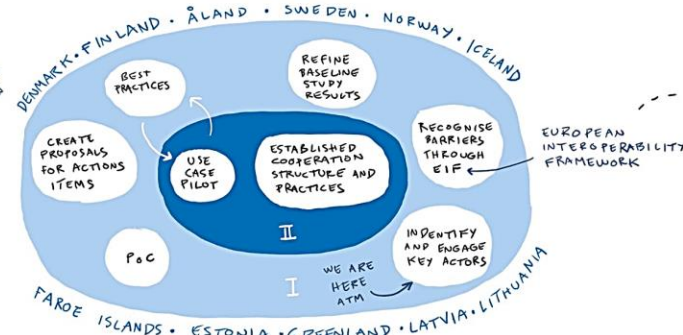 DENMARK • FINLAND • ÅLAND • SWEDEN • NORWAY • ICELAND
BEST
PRACTICES
REFINE
BASELINE
STUDY
RESULTS
CREATE
PROPOSALS
FOR ACTIONS
ITEMS
USE
CASE
PILOT
ESTABLISHED
COOPERATION
STRUCTURE AND
PRACTICES
RECOGNISE
BARRIERS
THROUGH
EIF
EUROPEAN
INTEROPERABILITY
FRAMEWORK
II
PoC
I
WE ARE
HERE
ATM
INDENTIFY
AND ENGAGE
KEY ACTORS
FAROE ISLANDS • ESTONIA • GREENLAND • LATVIA • LITHUANIA